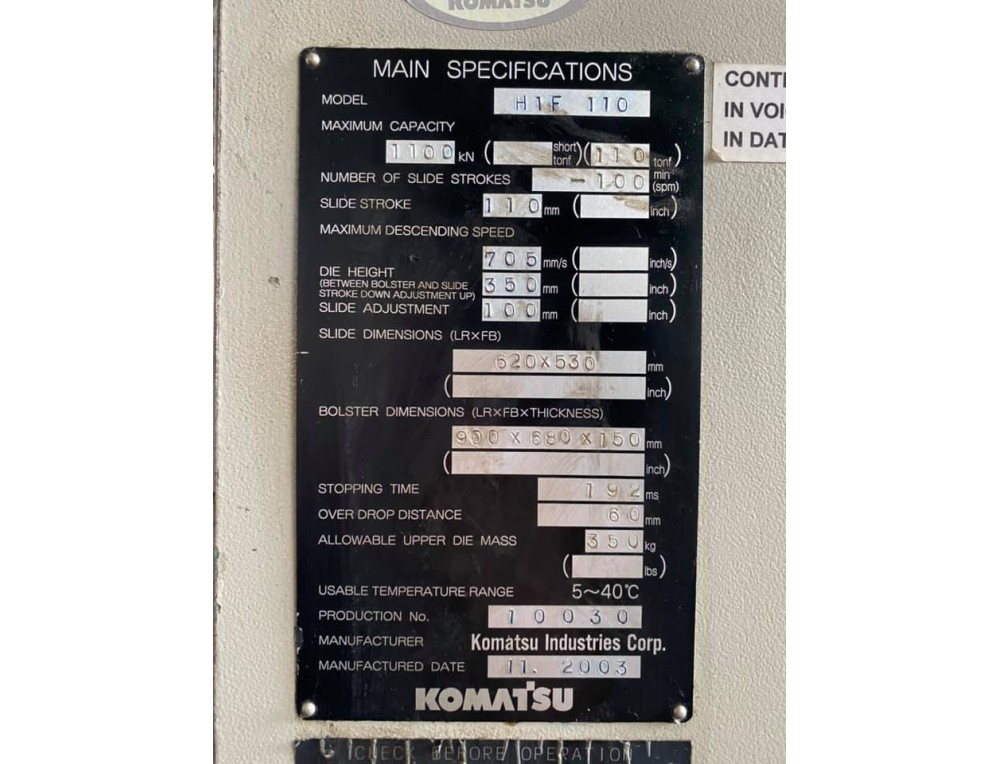 KOMATSU
MAIN SPECIFICATIONS
MODEL H1F 110
MAXIMUM CAPACITY
1100 kN ( short tonf )( 110 tonf )
NUMBER OF SLIDE STROKES -100 min⁻¹ (spm)
SLIDE STROKE 110 mm ( inch)
MAXIMUM DESCENDING SPEED
705 mm/s ( inch/s)
DIE HEIGHT
(BETWEEN BOLSTER AND SLIDE
STROKE DOWN ADJUSTMENT UP) 350 mm ( inch)
SLIDE ADJUSTMENT 100 mm ( inch)
SLIDE DIMENSIONS (LR×FB)
620×530 mm
( inch)
BOLSTER DIMENSIONS (LR×FB×THICKNESS)
900×680×150 mm
( inch)
STOPPING TIME 192 ms
OVER DROP DISTANCE 60 mm
ALLOWABLE UPPER DIE MASS 350 kg
( lbs)
USABLE TEMPERATURE RANGE 5~40℃
PRODUCTION No. 10030
MANUFACTURER Komatsu Industries Corp.
MANUFACTURED DATE 11. 2003
KOMATSU
CHECK BEFORE OPERATION
CONT
IN VOI
IN DAT